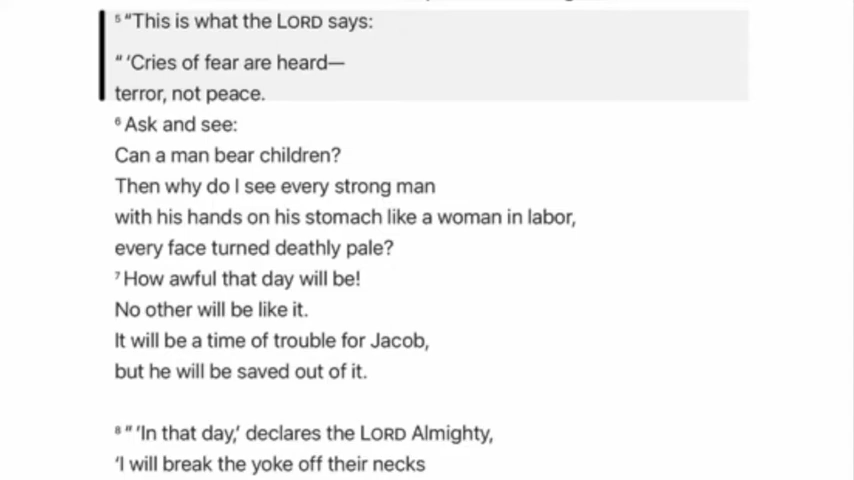 ⁵ “This is what the LORD says:
“ ‘Cries of fear are heard—
terror, not peace.
⁶ Ask and see:
Can a man bear children?
Then why do I see every strong man
with his hands on his stomach like a woman in labor,
every face turned deathly pale?
⁷ How awful that day will be!
No other will be like it.
It will be a time of trouble for Jacob,
but he will be saved out of it.
⁸ “ ‘In that day,’ declares the LORD Almighty,
‘I will break the yoke off their necks